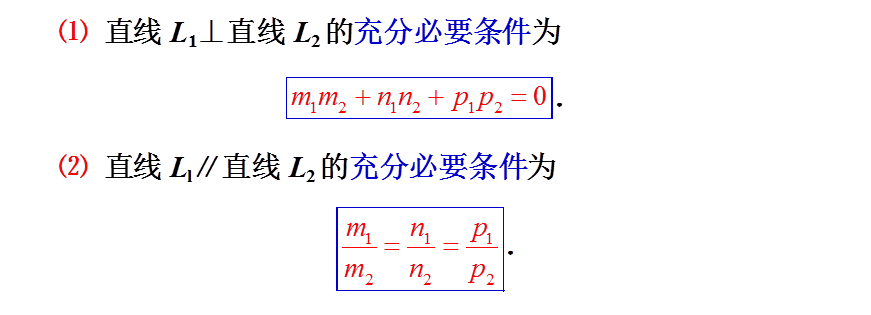 (1) 直线 L₁⊥直线 L₂ 的充分必要条件为
m₁m₂ + n₁n₂ + p₁p₂ = 0 .
(2) 直线 L₁∥直线 L₂ 的充分必要条件为
m₁/m₂ = n₁/n₂ = p₁/p₂ .